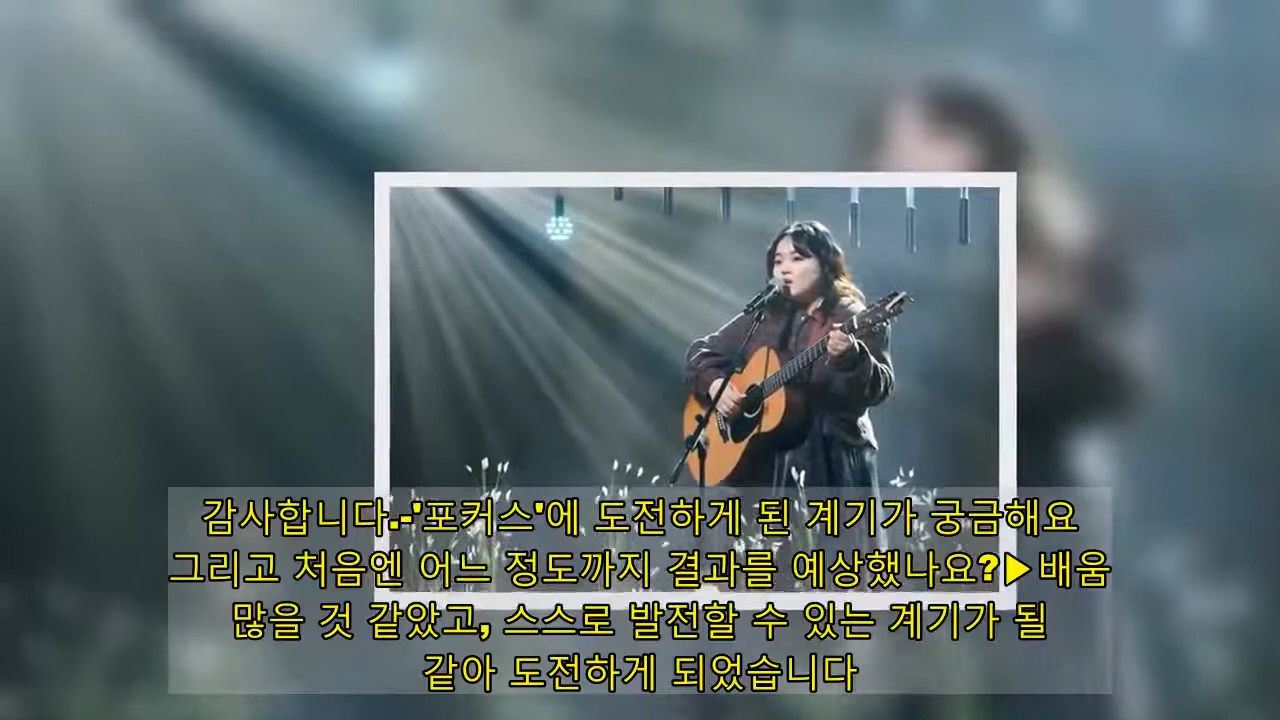 감사합니다.-'포커스'에 도전하게 된 계기가 궁금해요
그리고 처음엔 어느 정도까지 결과를 예상했나요?▶배움
많을 것 같았고, 스스로 발전할 수 있는 계기가 될
같아 도전하게 되었습니다